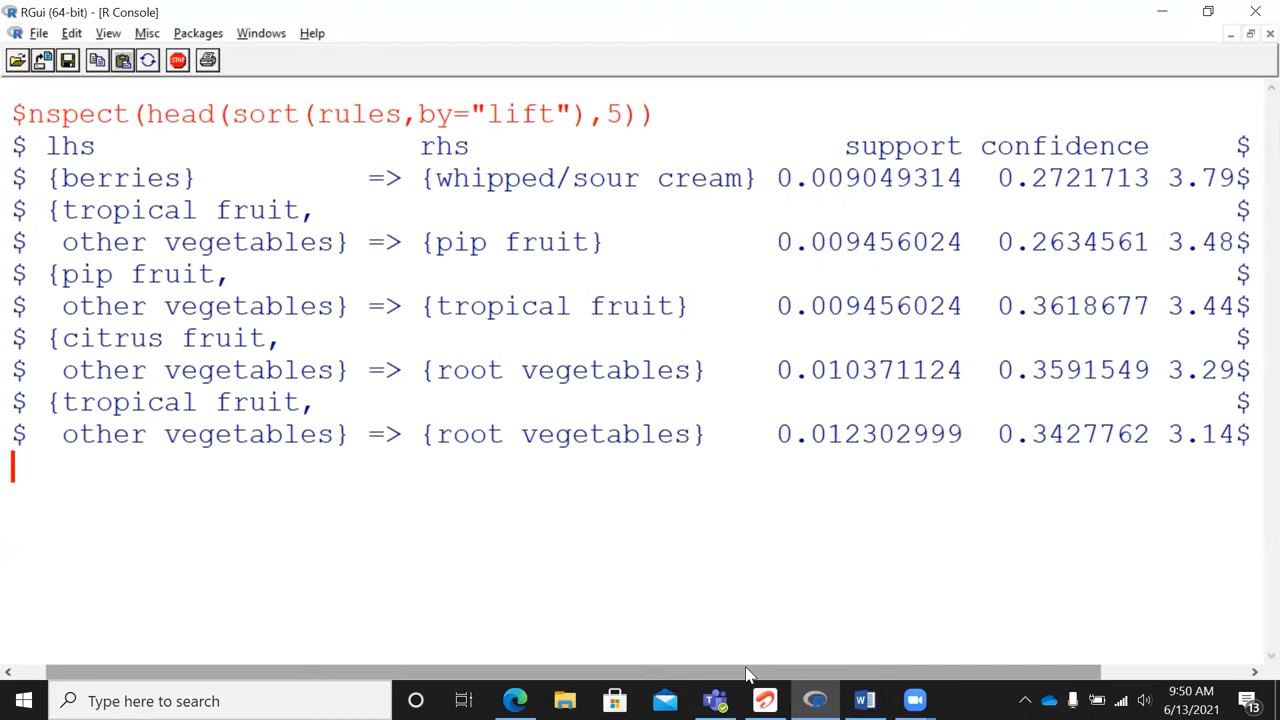 RGui (64-bit) - [R Console]
File Edit View Misc Packages Windows Help
STOP
$nspect(head(sort(rules,by="lift"),5))
$ lhs rhs support confidence $
$ {berries} => {whipped/sour cream} 0.009049314 0.2721713 3.79$
$ {tropical fruit, $
$ other vegetables} => {pip fruit} 0.009456024 0.2634561 3.48$
$ {pip fruit, $
$ other vegetables} => {tropical fruit} 0.009456024 0.3618677 3.44$
$ {citrus fruit, $
$ other vegetables} => {root vegetables} 0.010371124 0.3591549 3.29$
$ {tropical fruit, $
$ other vegetables} => {root vegetables} 0.012302999 0.3427762 3.14$
Type here to search
9:50 AM
6/13/2021
13